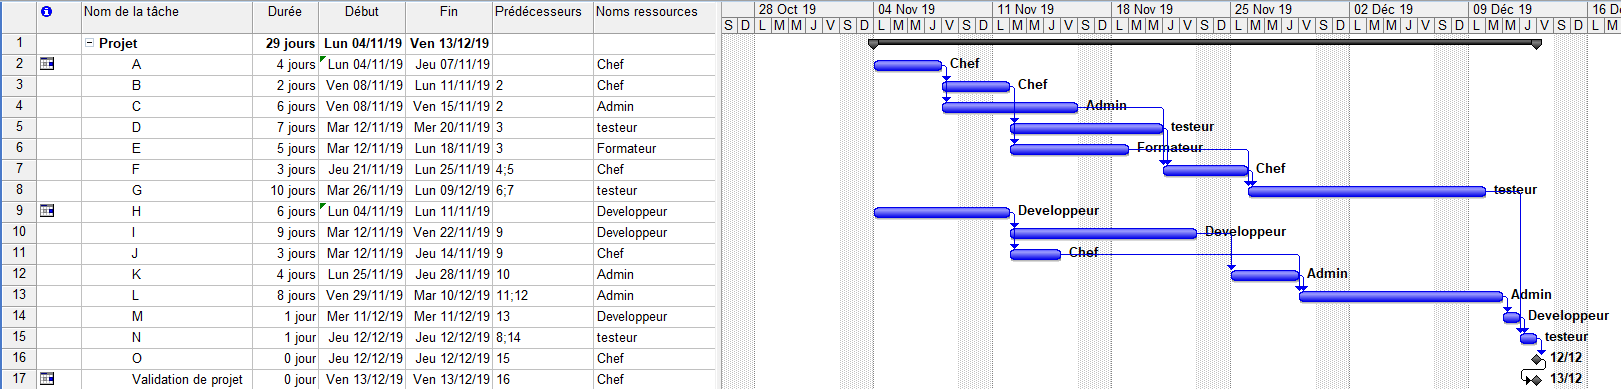 Nom de la tâche Durée Début Fin Prédécesseurs Noms ressources 28 Oct 19 04 Nov 19 11 Nov 19 18 Nov 19 25 Nov 19 02 Déc 19 09 Déc 19 16 D
S D L M M J V S D L M M J V S D L M M J V S D L M M J V S D L M M J V S D L M M J V S D L M M J V S D L M
1 Projet 29 jours Lun 04/11/19 Ven 13/12/19
2 A 4 jours Lun 04/11/19 Jeu 07/11/19 Chef Chef
3 B 2 jours Ven 08/11/19 Lun 11/11/19 2 Chef Chef
4 C 6 jours Ven 08/11/19 Ven 15/11/19 2 Admin Admin
5 D 7 jours Mar 12/11/19 Mer 20/11/19 3 testeur testeur
6 E 5 jours Mar 12/11/19 Lun 18/11/19 3 Formateur Formateur
7 F 3 jours Jeu 21/11/19 Lun 25/11/19 4;5 Chef Chef
8 G 10 jours Mar 26/11/19 Lun 09/12/19 6;7 testeur testeur
9 H 6 jours Lun 04/11/19 Lun 11/11/19 Developpeur Developpeur
10 I 9 jours Mar 12/11/19 Ven 22/11/19 9 Developpeur Developpeur
11 J 3 jours Mar 12/11/19 Jeu 14/11/19 9 Chef Chef
12 K 4 jours Lun 25/11/19 Jeu 28/11/19 10 Admin Admin
13 L 8 jours Ven 29/11/19 Mar 10/12/19 11;12 Admin Admin
14 M 1 jour Mer 11/12/19 Mer 11/12/19 13 Developpeur Developpeur
15 N 1 jour Jeu 12/12/19 Jeu 12/12/19 8;14 testeur testeur
16 O 0 jour Jeu 12/12/19 Jeu 12/12/19 15 Chef 12/12
17 Validation de projet 0 jour Ven 13/12/19 Ven 13/12/19 16 Chef 13/12